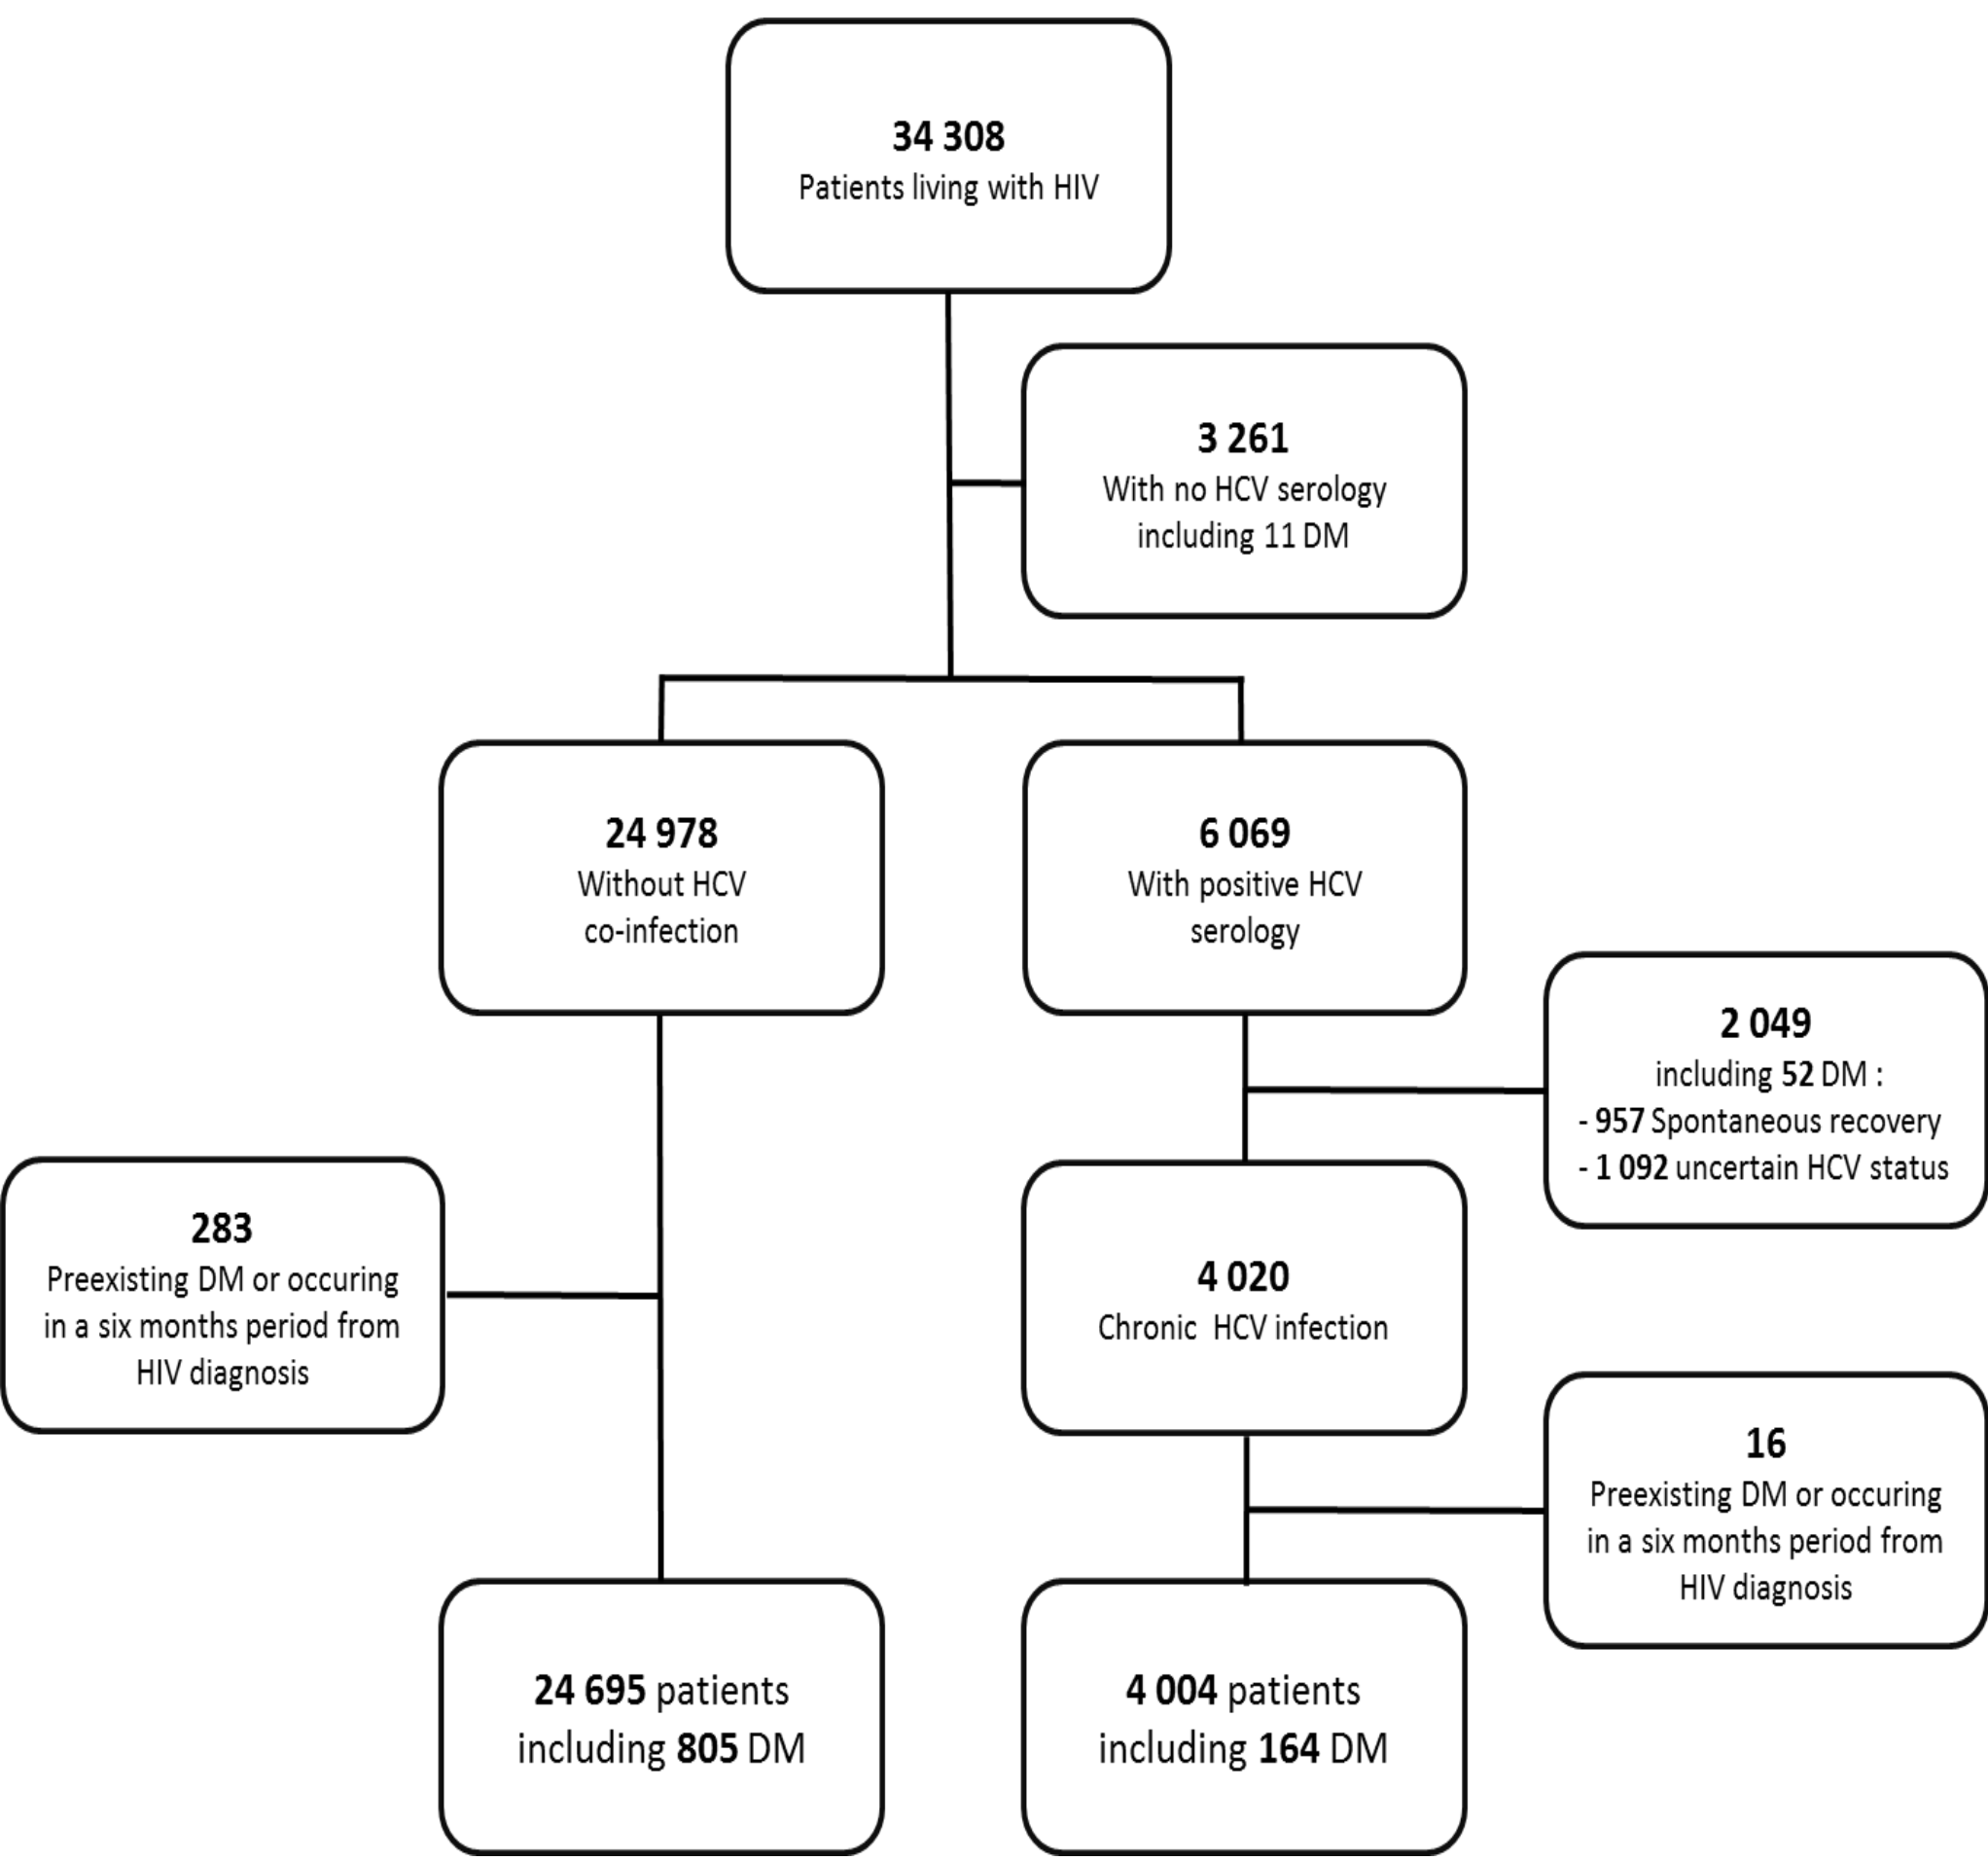 34 308
Patients living with HIV
3 261
With no HCV serology
including 11 DM
24 978
Without HCV
co-infection
6 069
With positive HCV
serology
2 049
including 52 DM :
- 957 Spontaneous recovery
- 1 092 uncertain HCV status
283
Preexisting DM or occuring
in a six months period from
HIV diagnosis
4 020
Chronic HCV infection
16
Preexisting DM or occuring
in a six months period from
HIV diagnosis
24 695 patients
including 805 DM
4 004 patients
including 164 DM